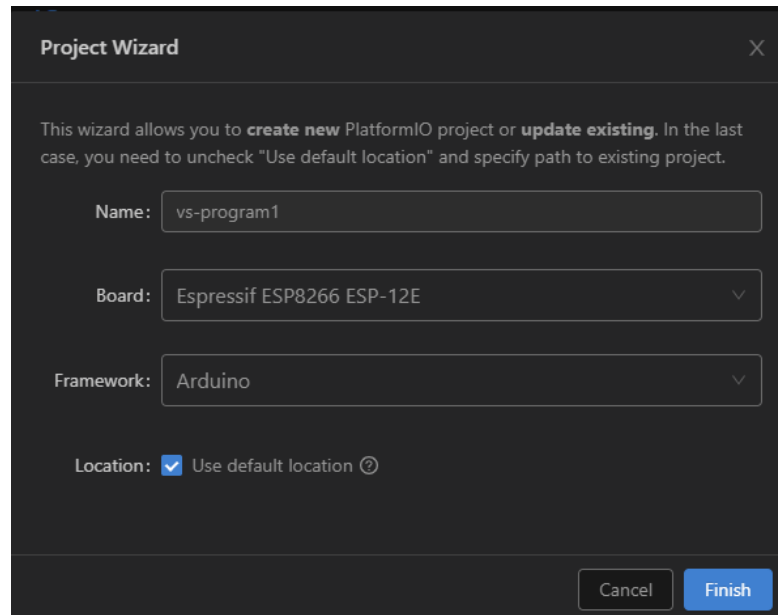 Project Wizard
This wizard allows you to create new PlatformIO project or update existing. In the last
case, you need to uncheck "Use default location" and specify path to existing project.
Name: vs-program1
Board: Espressif ESP8266 ESP-12E
Framework: Arduino
Location: Use default location
Cancel Finish